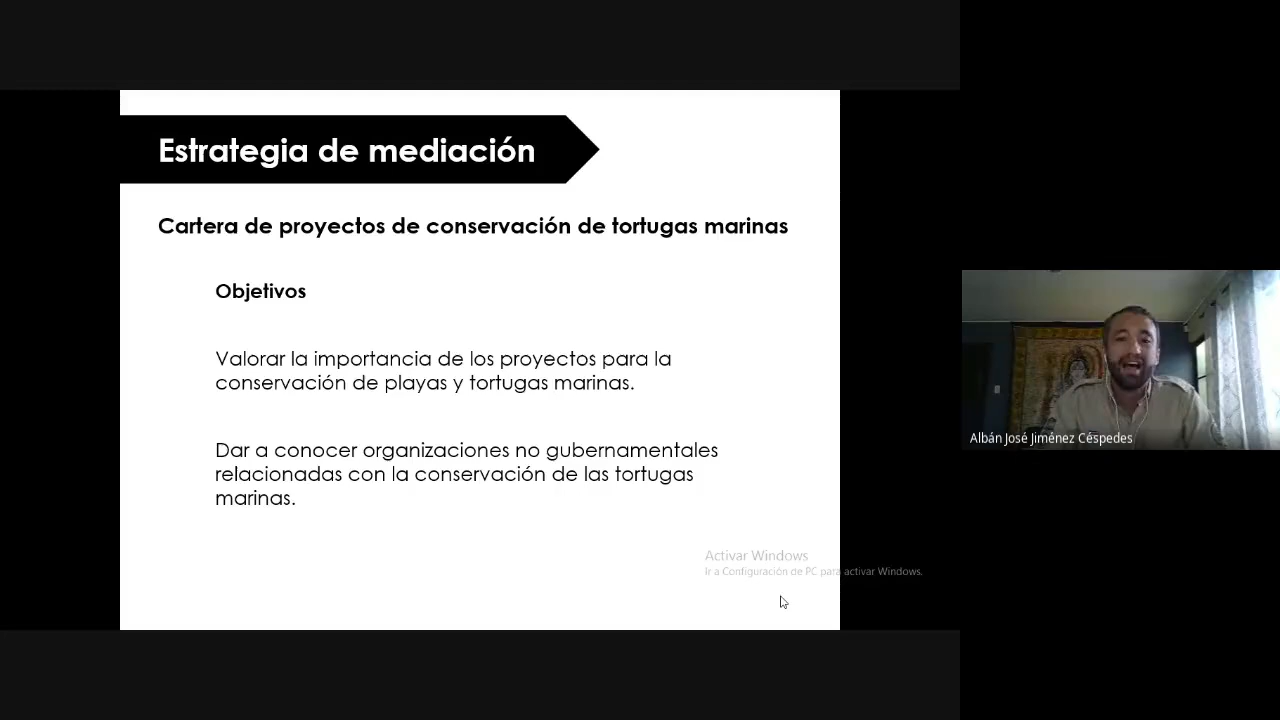 Estrategia de mediación
Cartera de proyectos de conservación de tortugas marinas
Objetivos
Valorar la importancia de los proyectos para la
conservación de playas y tortugas marinas.
Dar a conocer organizaciones no gubernamentales
relacionadas con la conservación de las tortugas
marinas.
Activar Windows
Ir a Configuración de PC para activar Windows.
Albán José Jiménez Céspedes